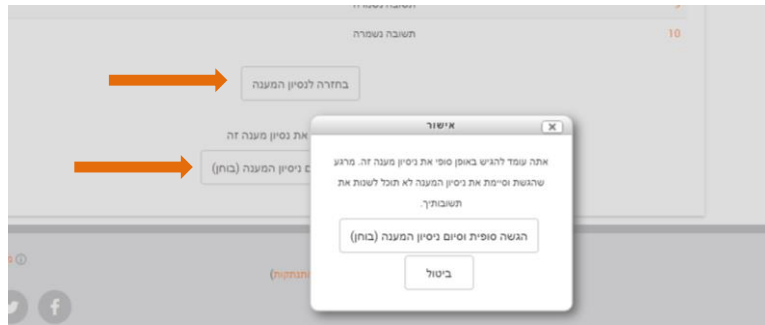 תשובה נשמרה
תשובה נשמרה
10
בחזרה לנסיון המענה
את נסיון מענה זה
ניסיון המענה (בוחן)
אישור
אתה עומד להגיש באופן סופי את ניסיון מענה זה. מרגע
שהגשת וסיימת את ניסיון המענה לא תוכל לשנות את
תשובותיך.
הגשה סופית וסיום ניסיון המענה (בוחן)
ביטול